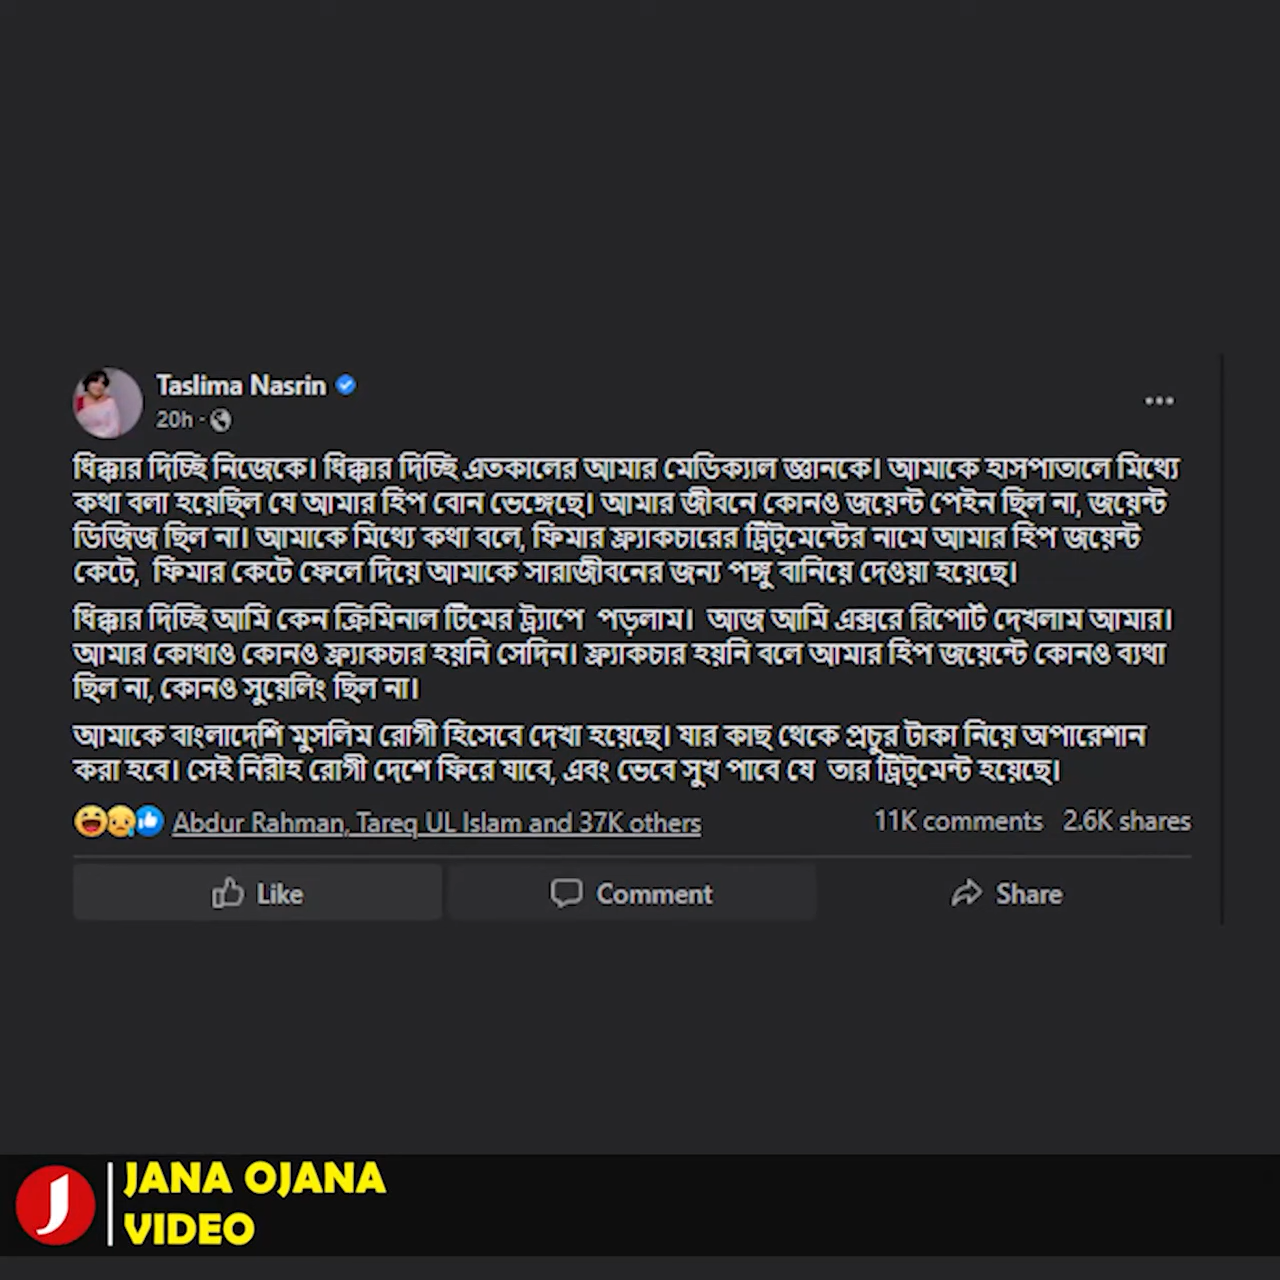 Taslima Nasrin
20h ·
ধিক্কার দিচ্ছি নিজেকে। ধিক্কার দিচ্ছি এতকালের আমার মেডিক্যাল জ্ঞানকে। আমাকে হাসপাতালে মিথ্যে
কথা বলা হয়েছিল যে আমার হিপ বোন ভেঙ্গেছে। আমার জীবনে কোনও জয়েন্ট পেইন ছিল না, জয়েন্ট
ডিজিজ ছিল না। আমাকে মিথ্যে কথা বলে, ফিমার ফ্র্যাকচারের ট্রিট্মেন্টের নামে আমার হিপ জয়েন্ট
কেটে, ফিমার কেটে ফেলে দিয়ে আমাকে সারাজীবনের জন্য পঙ্গু বানিয়ে দেওয়া হয়েছে।
ধিক্কার দিচ্ছি আমি কেন ক্রিমিনাল টিমের ট্র্যাপে পড়লাম। আজ আমি এক্সরে রিপোর্ট দেখলাম আমার।
আমার কোথাও কোনও ফ্র্যাকচার হয়নি সেদিন। ফ্র্যাকচার হয়নি বলে আমার হিপ জয়েন্টে কোনও ব্যথা
ছিল না, কোনও সুয়েলিং ছিল না।
আমাকে বাংলাদেশি মুসলিম রোগী হিসেবে দেখা হয়েছে। যার কাছ থেকে প্রচুর টাকা নিয়ে অপারেশান
করা হবে। সেই নিরীহ রোগী দেশে ফিরে যাবে, এবং ভেবে সুখ পাবে যে তার ট্রিট্মেন্ট হয়েছে।
Abdur Rahman, Tareq UL Islam and 37K others 11K comments 2.6K shares
Like Comment Share
J JANA OJANA
VIDEO